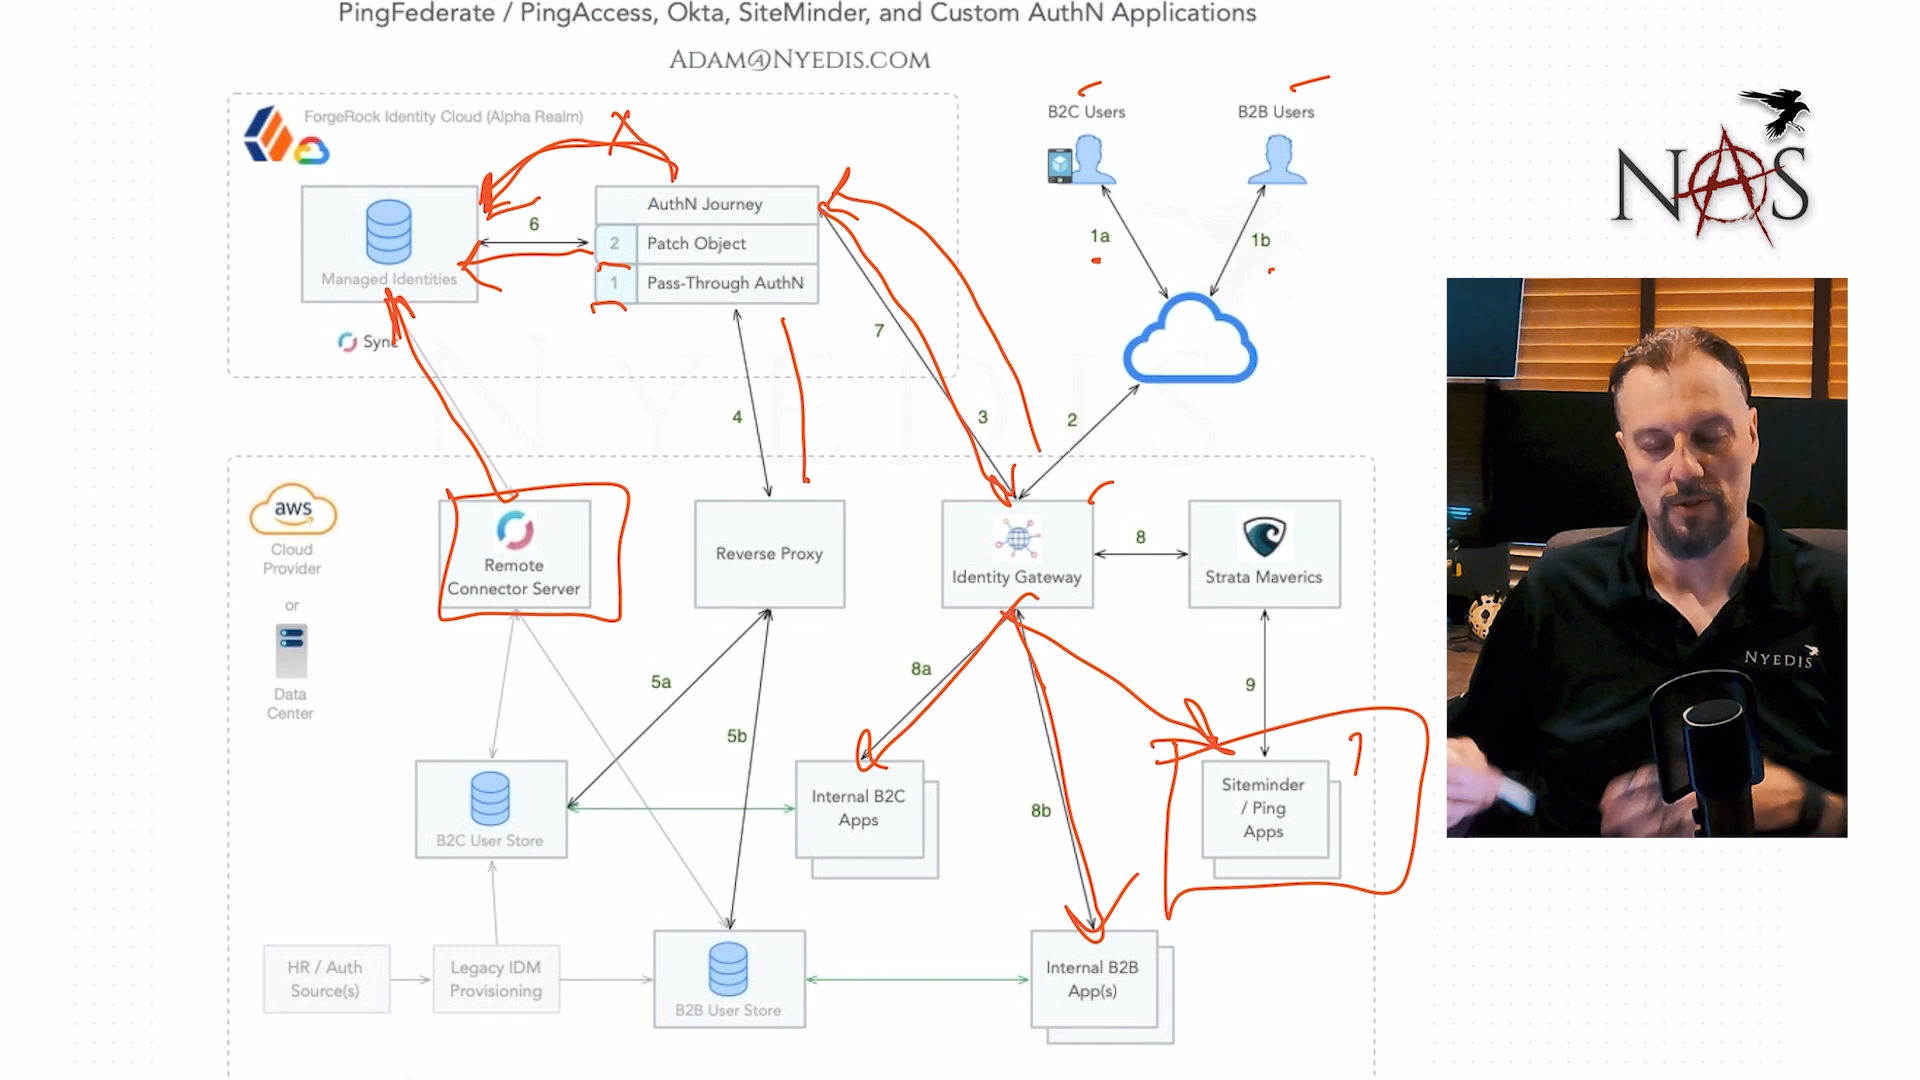 PingFederate / PingAccess, Okta, SiteMinder, and Custom AuthN Applications
Adam@Nyedis.com
ForgeRock Identity Cloud (Alpha Realm)
B2C Users
B2B Users
NAS
AuthN Journey
2
Patch Object
1
Pass-Through AuthN
6
Managed Identities
Sync
1a
1b
7
4
3
2
NYEDIS
aws
Cloud
Provider
or
Data
Center
Remote
Connector Server
Reverse Proxy
Identity Gateway
8
Strata Maverics
5a
5b
8a
8b
9
NYEDIS
B2C User Store
Internal B2C
Apps
Siteminder
/ Ping
Apps
HR / Auth
Source(s)
Legacy IDM
Provisioning
B2B User Store
Internal B2B
App(s)